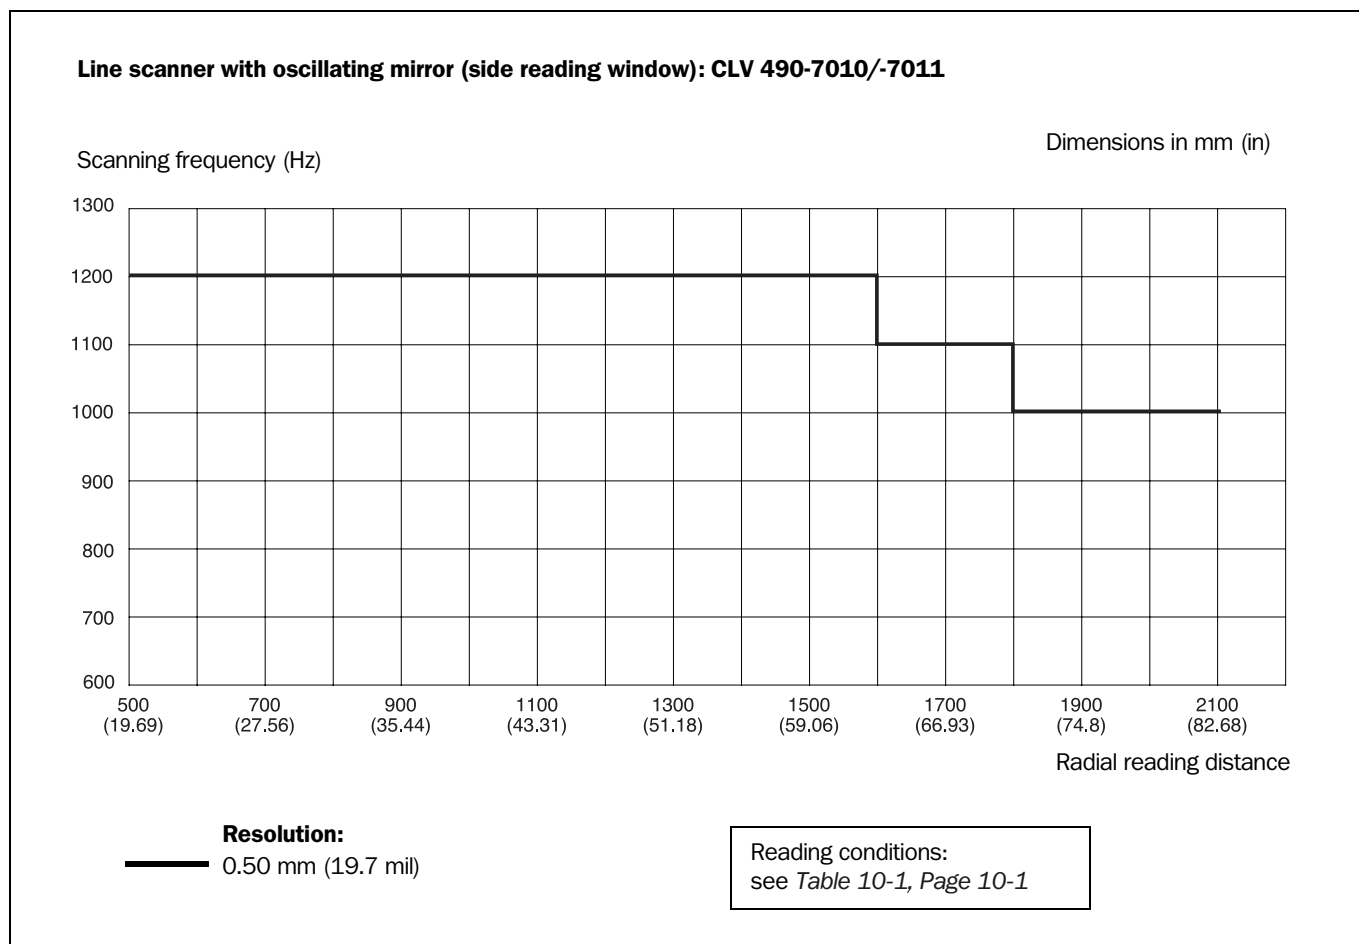 Line scanner with oscillating mirror (side reading window): CLV 490-7010/-7011
Dimensions in mm (in)
Scanning frequency (Hz)
1300
1200
1100
1000
900
800
700
600
500 700 900 1100 1300 1500 1700 1900 2100
(19.69) (27.56) (35.44) (43.31) (51.18) (59.06) (66.93) (74.8) (82.68)
Radial reading distance
Resolution:
0.50 mm (19.7 mil)
Reading conditions:
see Table 10-1, Page 10-1